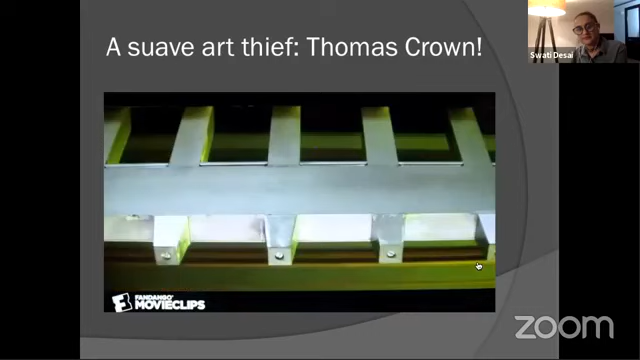 A suave art thief: Thomas Crown!
Swati Desai
FANDANGO
MOVIECLIPS
zoom